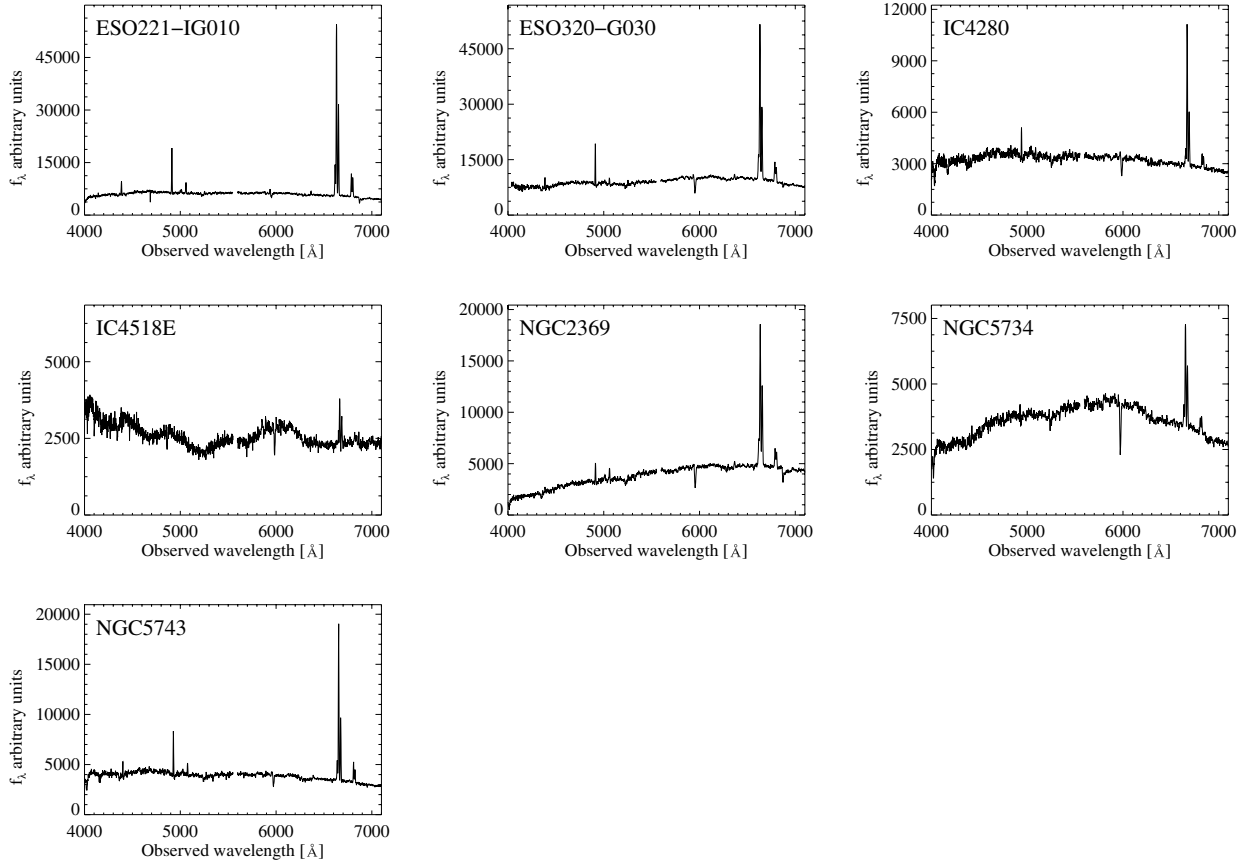 ESO221−IG010
f_λ arbitrary units
45000
30000
15000
0
4000 5000 6000 7000
Observed wavelength [Å]
ESO320−G030
f_λ arbitrary units
45000
30000
15000
0
4000 5000 6000 7000
Observed wavelength [Å]
IC4280
f_λ arbitrary units
12000
9000
6000
3000
0
4000 5000 6000 7000
Observed wavelength [Å]
IC4518E
f_λ arbitrary units
5000
2500
0
4000 5000 6000 7000
Observed wavelength [Å]
NGC2369
f_λ arbitrary units
20000
15000
10000
5000
0
4000 5000 6000 7000
Observed wavelength [Å]
NGC5734
f_λ arbitrary units
7500
5000
2500
0
4000 5000 6000 7000
Observed wavelength [Å]
NGC5743
f_λ arbitrary units
20000
15000
10000
5000
0
4000 5000 6000 7000
Observed wavelength [Å]